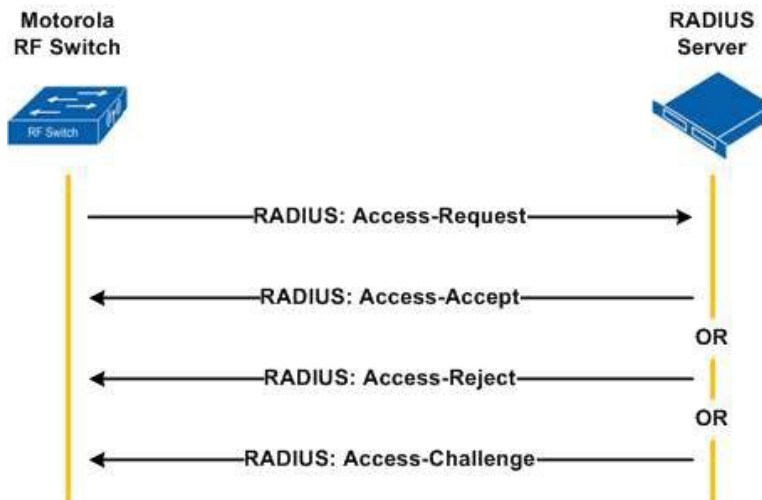 Motorola
RF Switch
RADIUS
Server
RF Switch
RADIUS: Access-Request
RADIUS: Access-Accept
OR
RADIUS: Access-Reject
OR
RADIUS: Access-Challenge